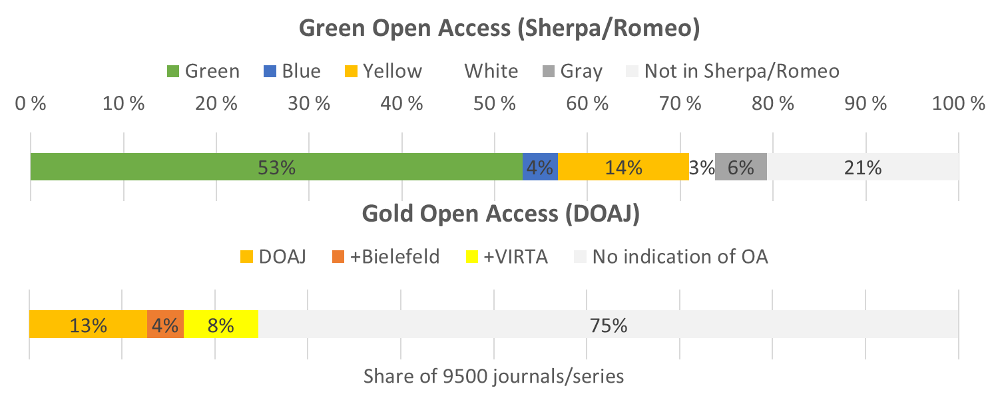 Green Open Access (Sherpa/Romeo)
Green Blue Yellow White Gray Not in Sherpa/Romeo
0 % 10 % 20 % 30 % 40 % 50 % 60 % 70 % 80 % 90 % 100 %
53% 4% 14% 3% 6% 21%
Gold Open Access (DOAJ)
DOAJ +Bielefeld +VIRTA No indication of OA
13% 4% 8% 75%
Share of 9500 journals/series